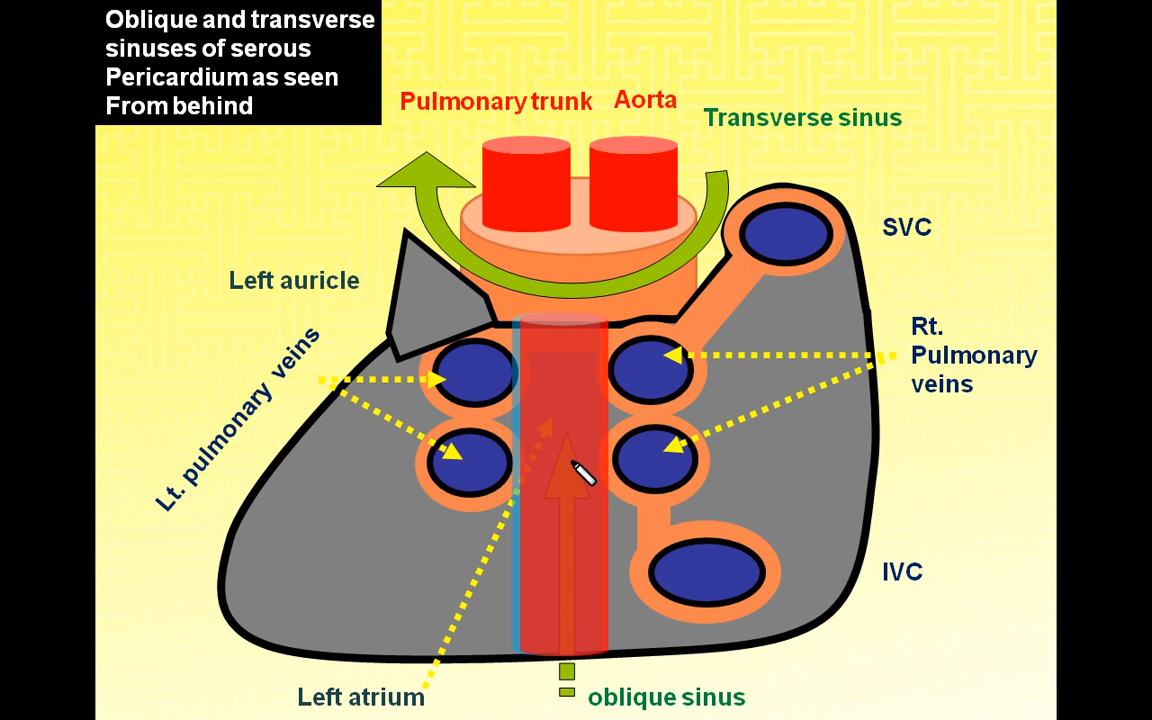 Oblique and transverse
sinuses of serous
Pericardium as seen
From behind
Pulmonary trunk
Aorta
Transverse sinus
SVC
Left auricle
Rt.
Pulmonary
veins
Lt. pulmonary veins
IVC
Left atrium
oblique sinus